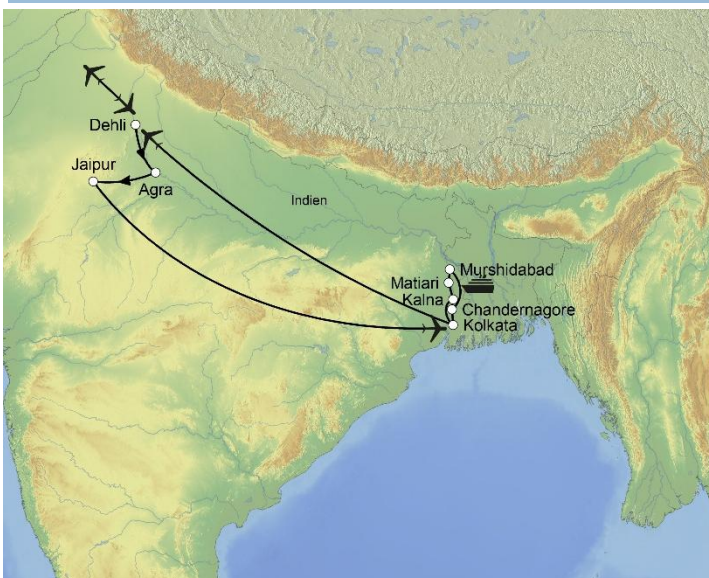 Dehli
Jaipur
Agra
Indien
Murshidabad
Matiari
Kalna
Chandernagore
Kolkata